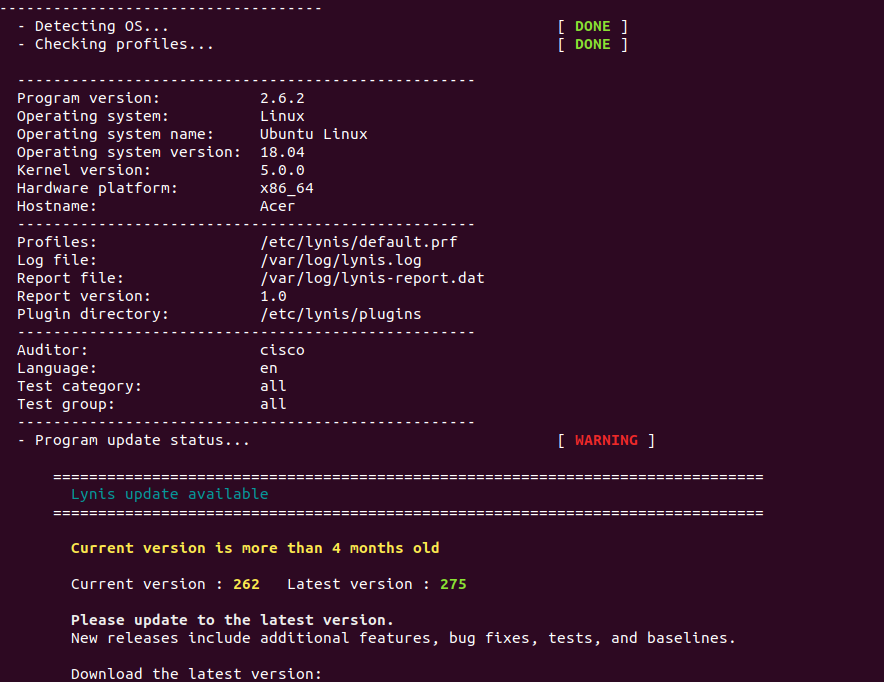 ------------------------------------
- Detecting OS... [ DONE ]
- Checking profiles... [ DONE ]
---------------------------------------------------
Program version: 2.6.2
Operating system: Linux
Operating system name: Ubuntu Linux
Operating system version: 18.04
Kernel version: 5.0.0
Hardware platform: x86_64
Hostname: Acer
---------------------------------------------------
Profiles: /etc/lynis/default.prf
Log file: /var/log/lynis.log
Report file: /var/log/lynis-report.dat
Report version: 1.0
Plugin directory: /etc/lynis/plugins
---------------------------------------------------
Auditor: cisco
Language: en
Test category: all
Test group: all
---------------------------------------------------
- Program update status... [ WARNING ]
===============================================================================
Lynis update available
===============================================================================
Current version is more than 4 months old
Current version : 262 Latest version : 275
Please update to the latest version.
New releases include additional features, bug fixes, tests, and baselines.
Download the latest version: